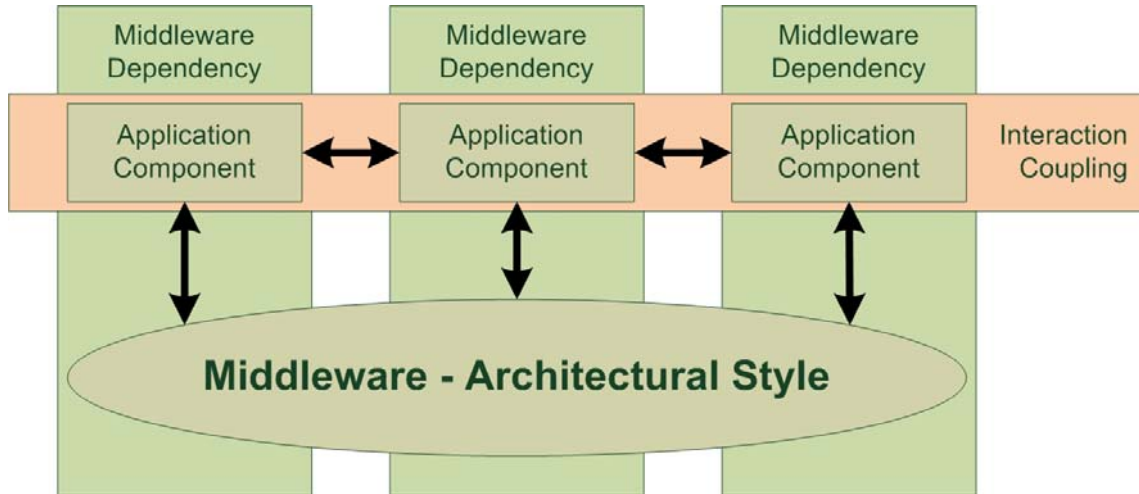 Middleware
Dependency
Middleware
Dependency
Middleware
Dependency
Application
Component
Application
Component
Application
Component
Interaction
Coupling
Middleware - Architectural Style